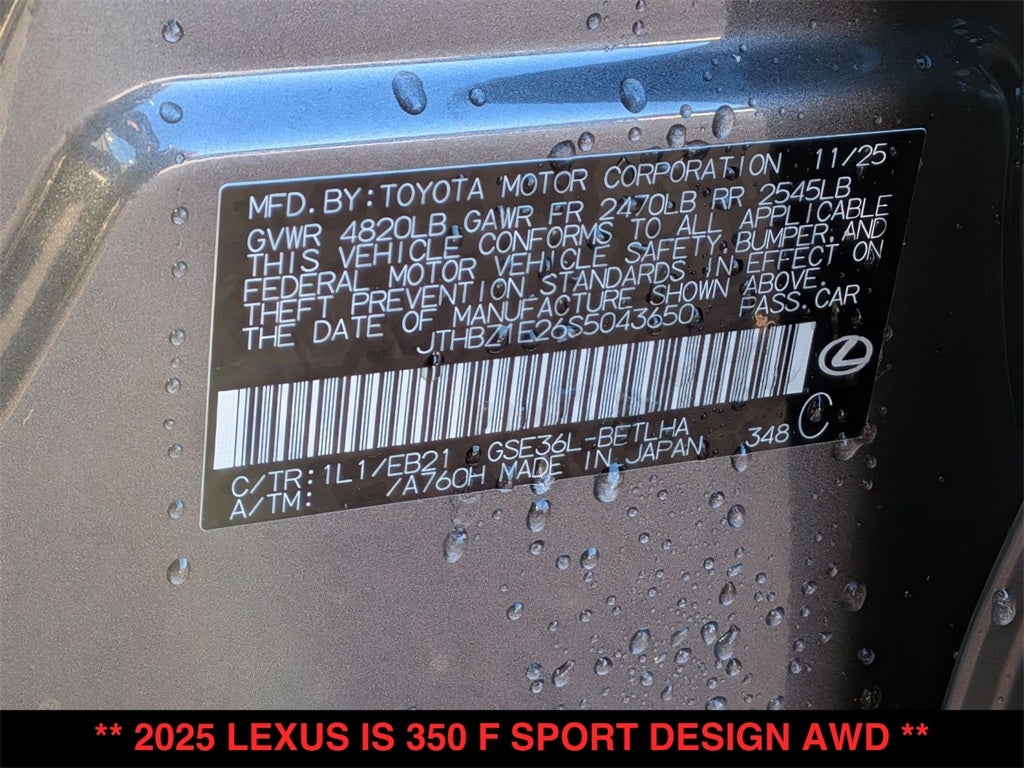 MFD. BY: TOYOTA MOTOR CORPORATION 11/25
GVWR 4820LB GAWR FR 2470LB RR 2545LB
THIS VEHICLE CONFORMS TO ALL APPLICABLE
FEDERAL MOTOR VEHICLE SAFETY, BUMPER, AND
THEFT PREVENTION STANDARDS IN EFFECT ON
THE DATE OF MANUFACTURE SHOWN ABOVE.
JTHBZ1E26S5043650 PASS. CAR
C/TR: 1L1/EB21 GSE36L-BETLHA 348 C
A/TM: /A760H MADE IN JAPAN
** 2025 LEXUS IS 350 F SPORT DESIGN AWD **